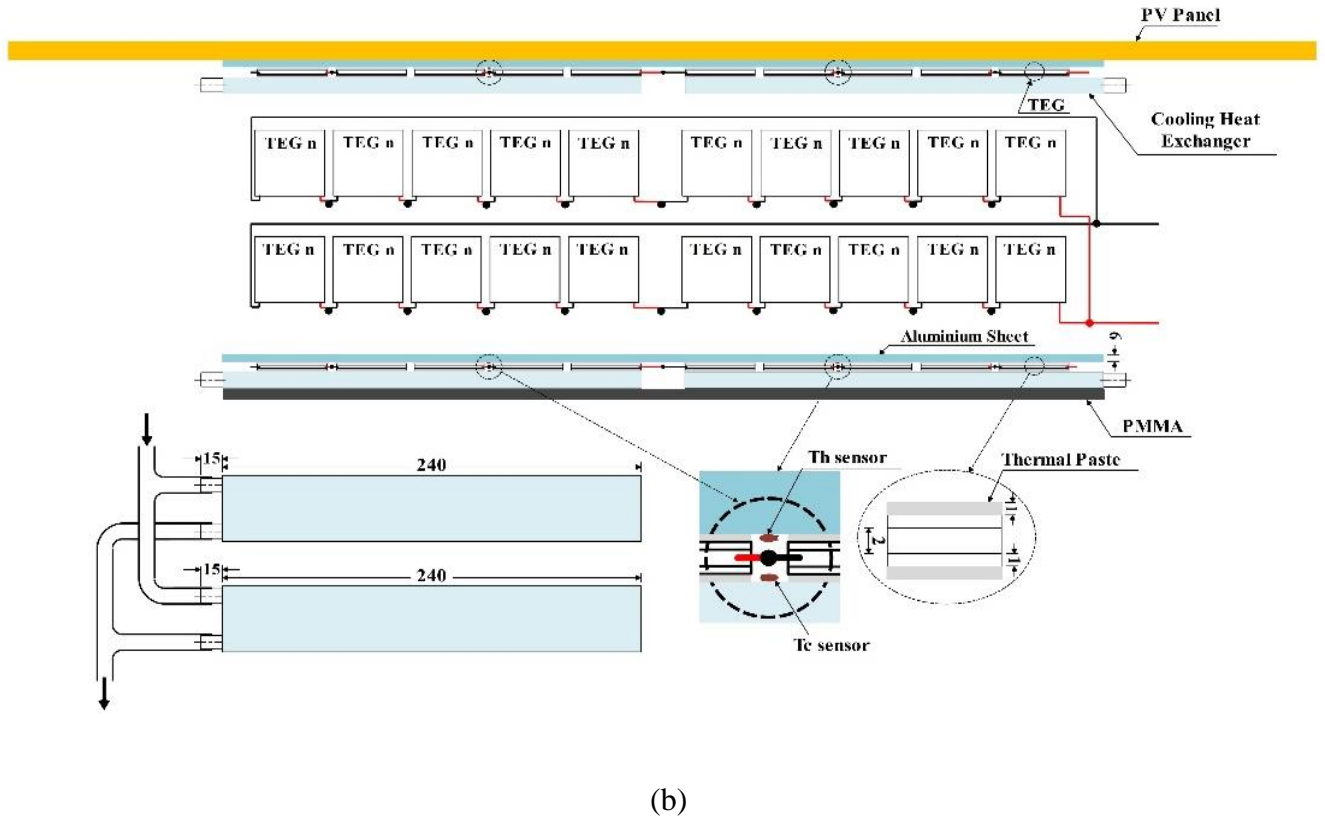 PV Panel
TEG
Cooling Heat
Exchanger
TEG n TEG n TEG n TEG n TEG n TEG n TEG n TEG n TEG n TEG n
TEG n TEG n TEG n TEG n TEG n TEG n TEG n TEG n TEG n TEG n
Aluminium Sheet
6
PMMA
15
240
Th sensor
Thermal Paste
1
2
1
15
240
Tc sensor
(b)